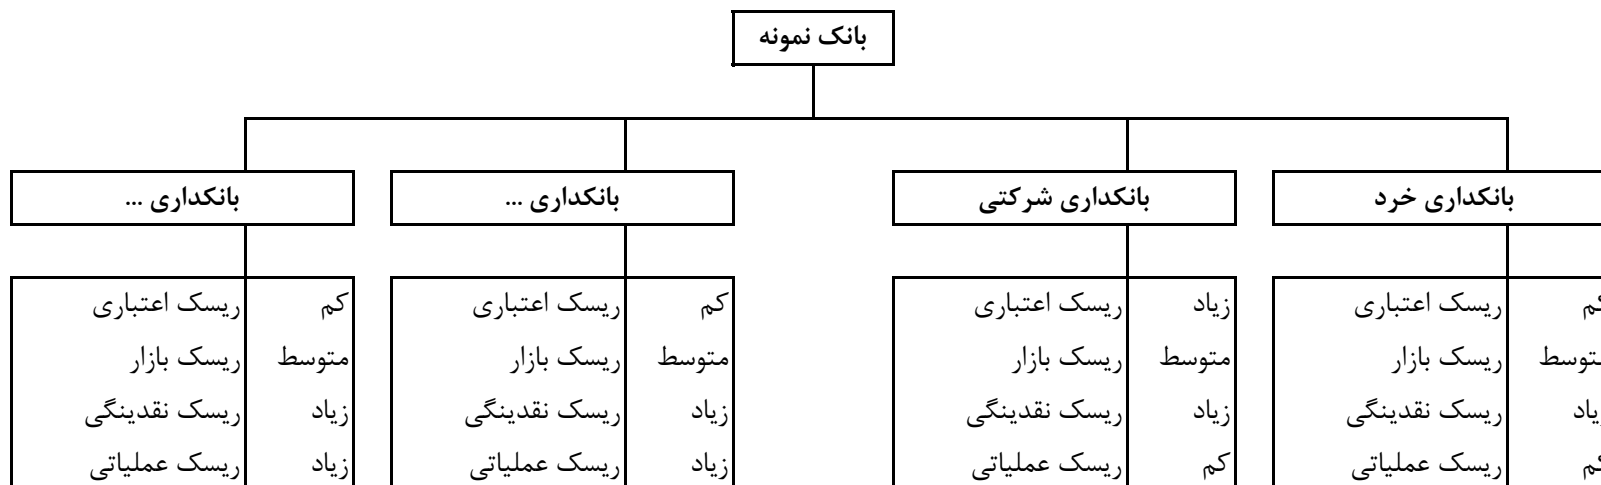 بانک نمونه
بانکداری خرد
بانکداری شرکتی
بانکداری ...
بانکداری ...
کم ریسک اعتباری
متوسط ریسک بازار
زیاد ریسک نقدینگی
کم ریسک عملیاتی
زیاد ریسک اعتباری
متوسط ریسک بازار
زیاد ریسک نقدینگی
کم ریسک عملیاتی
کم ریسک اعتباری
متوسط ریسک بازار
زیاد ریسک نقدینگی
زیاد ریسک عملیاتی
کم ریسک اعتباری
متوسط ریسک بازار
زیاد ریسک نقدینگی
زیاد ریسک عملیاتی